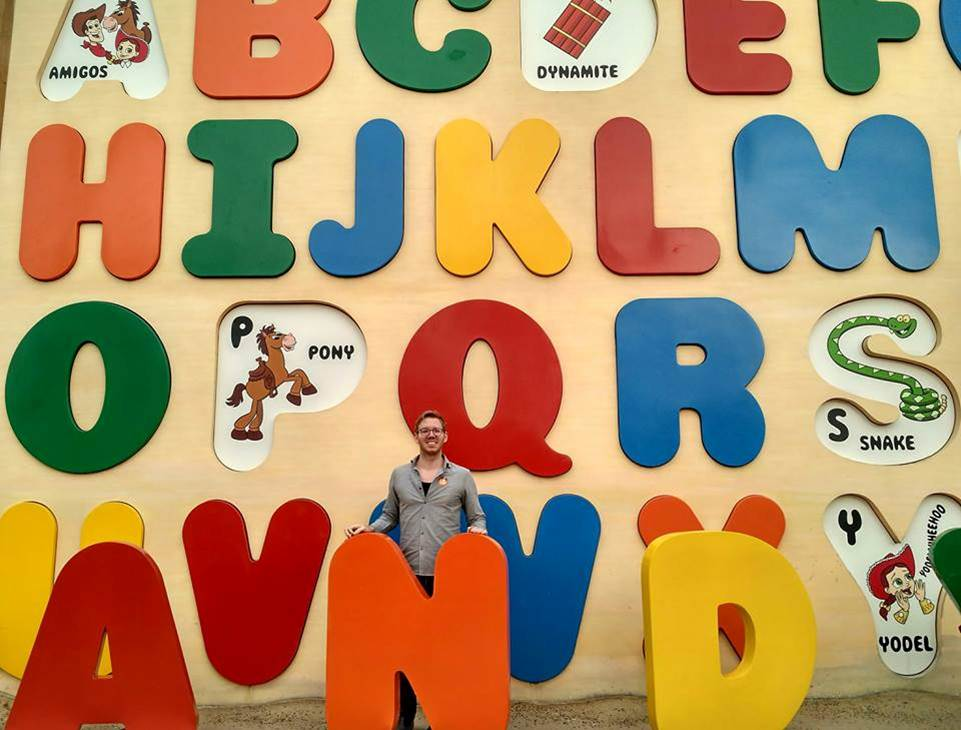 A B C D E F
AMIGOS
DYNAMITE
H I J K L M
O P Q R S
P PONY
S SNAKE
U V W X Y
Y
YODEL
A N D